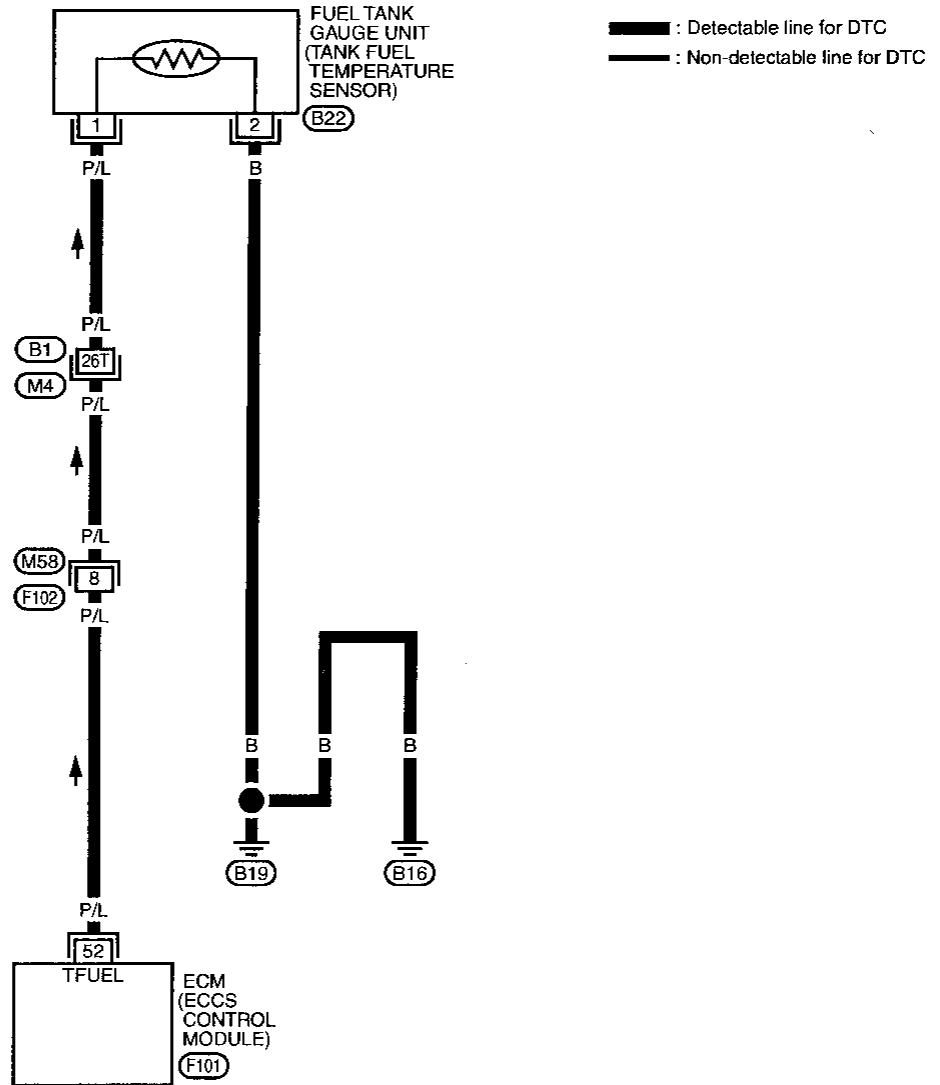 FUEL TANK
GAUGE UNIT
(TANK FUEL
TEMPERATURE
SENSOR)
B22
: Detectable line for DTC
: Non-detectable line for DTC
1
2
P/L
B
P/L
B1
26T
M4
P/L
P/L
M58
8
F102
P/L
B
B
B
B19
B16
P/L
52
TFUEL
ECM
(ECCS
CONTROL
MODULE)
F101